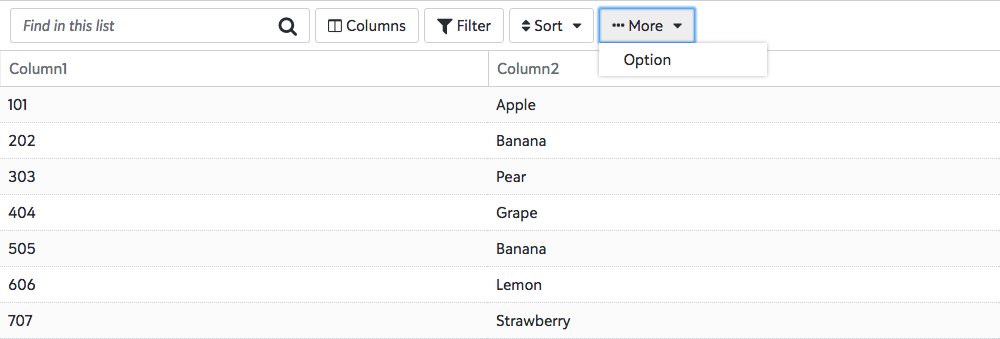 Find in this list Columns Filter Sort More
Option
Column1 Column2
101 Apple
202 Banana
303 Pear
404 Grape
505 Banana
606 Lemon
707 Strawberry